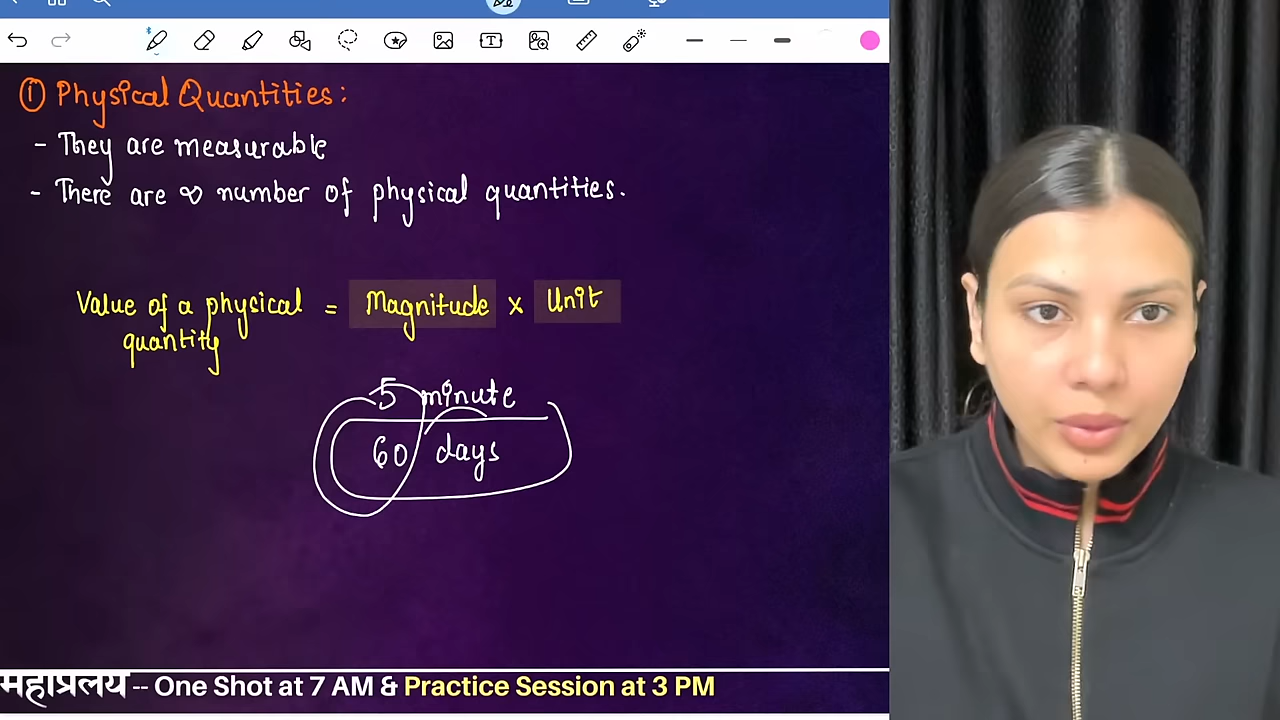 ① Physical Quantities:
- They are measurable
- There are ∞ number of physical quantities.
Value of a physical quantity = Magnitude × Unit
5 minute
60 days
महाप्रलय -- One Shot at 7 AM & Practice Session at 3 PM